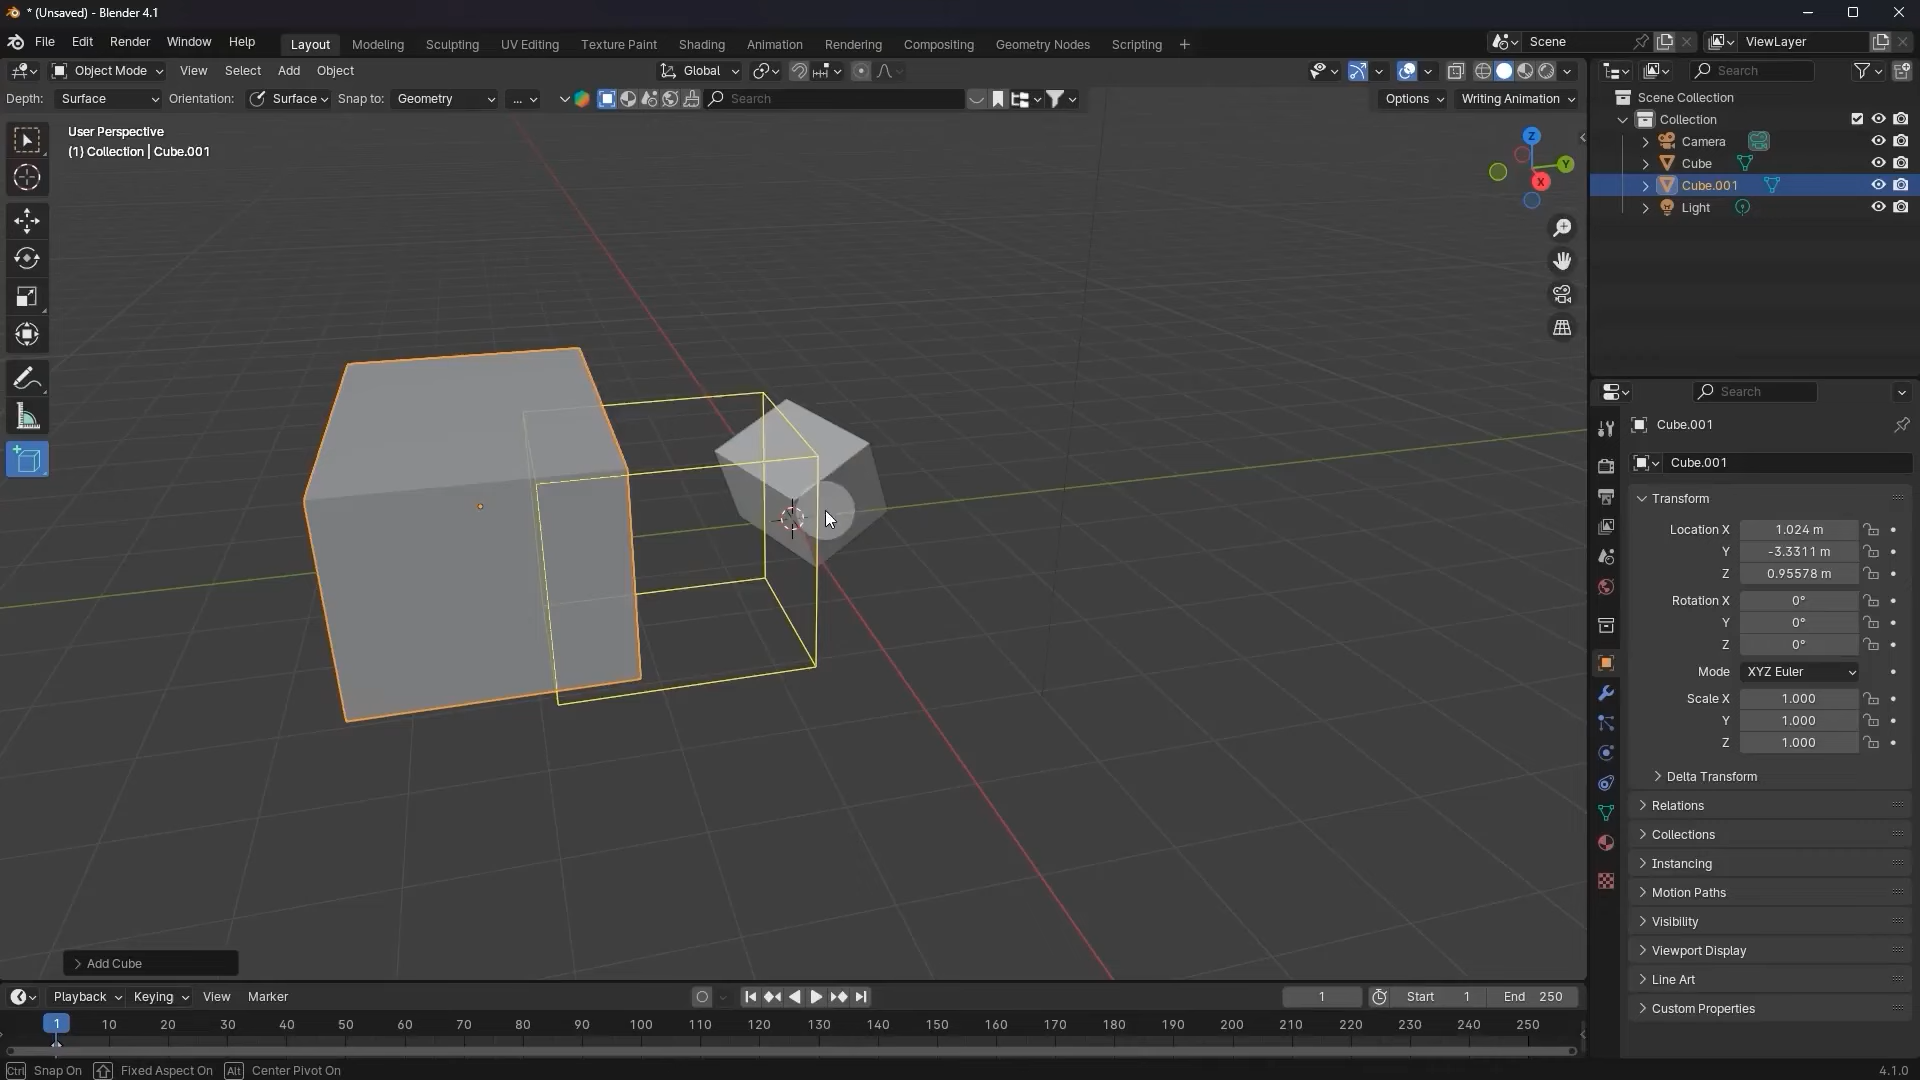 * (Unsaved) - Blender 4.1
File Edit Render Window Help Layout Modeling Sculpting UV Editing Texture Paint Shading Animation Rendering Compositing Geometry Nodes Scripting + Scene ViewLayer
Object Mode View Select Add Object Global Search
Depth: Surface Orientation: Surface Snap to: Geometry ... Search Options Writing Animation
User Perspective
(1) Collection | Cube.001
Z
Y
X
Scene Collection
Collection
Camera
Cube
Cube.001
Light
Search
Cube.001
Cube.001
Transform
Location X 1.024 m
Y -3.3311 m
Z 0.95578 m
Rotation X 0°
Y 0°
Z 0°
Mode XYZ Euler
Scale X 1.000
Y 1.000
Z 1.000
Delta Transform
Relations
Collections
Instancing
Motion Paths
Visibility
Viewport Display
Line Art
Custom Properties
Add Cube
Playback Keying View Marker 1 Start 1 End 250
1 10 20 30 40 50 60 70 80 90 100 110 120 130 140 150 160 170 180 190 200 210 220 230 240 250
Ctrl Snap On Fixed Aspect On Alt Center Pivot On 4.1.0